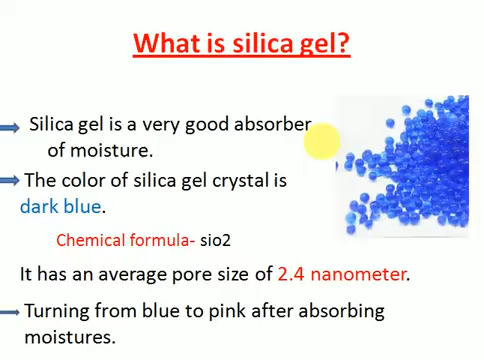 What is silica gel?
Silica gel is a very good absorber
of moisture.
The color of silica gel crystal is
dark blue.
Chemical formula- sio2
It has an average pore size of 2.4 nanometer.
Turning from blue to pink after absorbing
moistures.